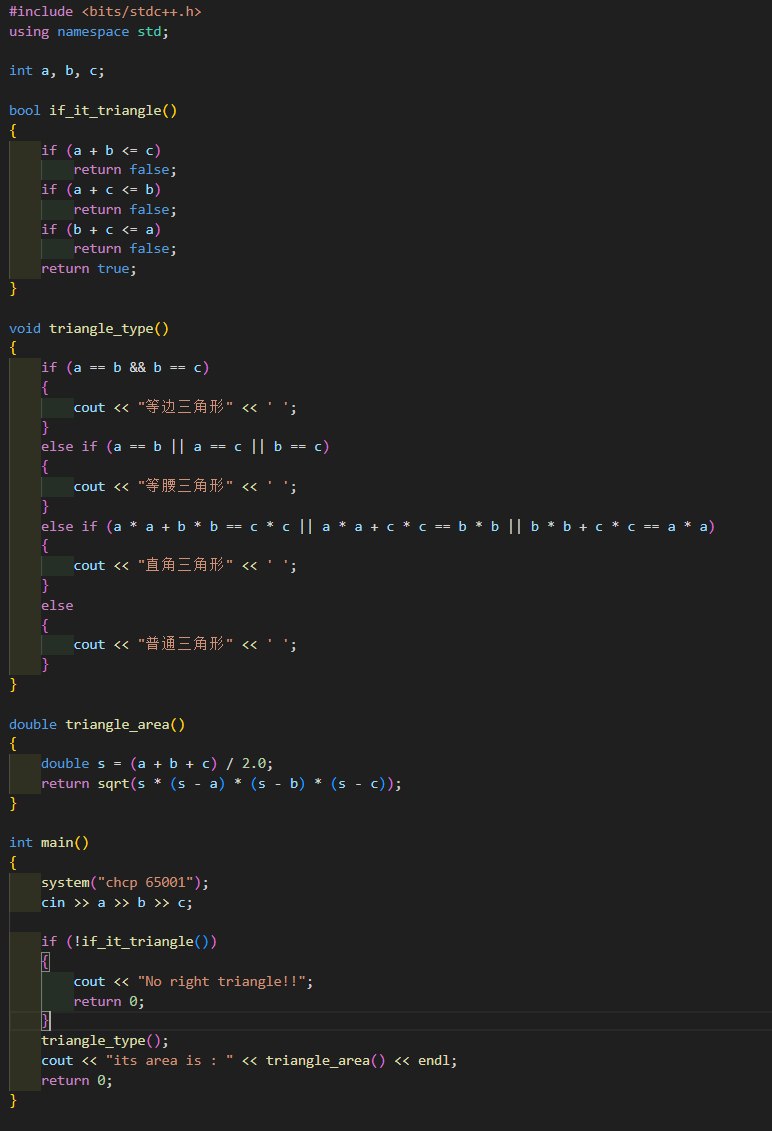 #include <bits/stdc++.h>
using namespace std;
int a, b, c;
bool if_it_triangle()
{
if (a + b <= c)
return false;
if (a + c <= b)
return false;
if (b + c <= a)
return false;
return true;
}
void triangle_type()
{
if (a == b && b == c)
{
cout << "等边三角形" << ' ';
}
else if (a == b || a == c || b == c)
{
cout << "等腰三角形" << ' ';
}
else if (a * a + b * b == c * c || a * a + c * c == b * b || b * b + c * c == a * a)
{
cout << "直角三角形" << ' ';
}
else
{
cout << "普通三角形" << ' ';
}
}
double triangle_area()
{
double s = (a + b + c) / 2.0;
return sqrt(s * (s - a) * (s - b) * (s - c));
}
int main()
{
system("chcp 65001");
cin >> a >> b >> c;
if (!if_it_triangle())
{
cout << "No right triangle!!";
return 0;
}
triangle_type();
cout << "its area is : " << triangle_area() << endl;
return 0;
}